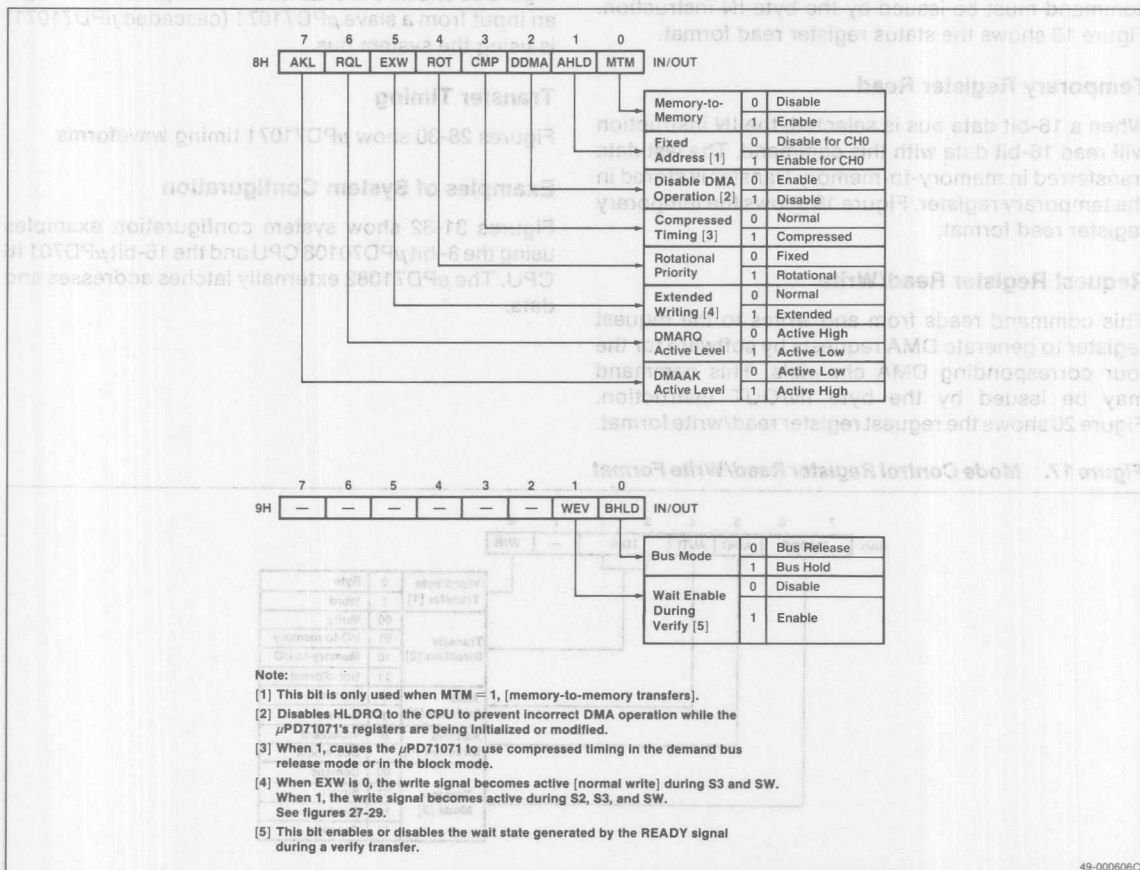 7 6 5 4 3 2 1 0
8H AKL RQL EXW ROT CMP DDMA AHLD MTM IN/OUT
Memory-to-Memory 0 Disable
1 Enable
Fixed Address [1] 0 Disable for CH0
1 Enable for CH0
Disable DMA Operation [2] 0 Enable
1 Disable
Compressed Timing [3] 0 Normal
1 Compressed
Rotational Priority 0 Fixed
1 Rotational
Extended Writing [4] 0 Normal
1 Extended
DMARQ Active Level 0 Active High
1 Active Low
DMAAK Active Level 0 Active Low
1 Active High
7 6 5 4 3 2 1 0
9H — — — — — — WEV BHLD IN/OUT
Bus Mode 0 Bus Release
1 Bus Hold
Wait Enable During Verify [5] 0 Disable
1 Enable
Note:
[1] This bit is only used when MTM = 1, [memory-to-memory transfers].
[2] Disables HLDRQ to the CPU to prevent incorrect DMA operation while the
µPD71071's registers are being initialized or modified.
[3] When 1, causes the µPD71071 to use compressed timing in the demand bus
release mode or in the block mode.
[4] When EXW is 0, the write signal becomes active [normal write] during S3 and SW.
When 1, the write signal becomes active during S2, S3, and SW.
See figures 27-29.
[5] This bit enables or disables the wait state generated by the READY signal
during a verify transfer.
49-000606C